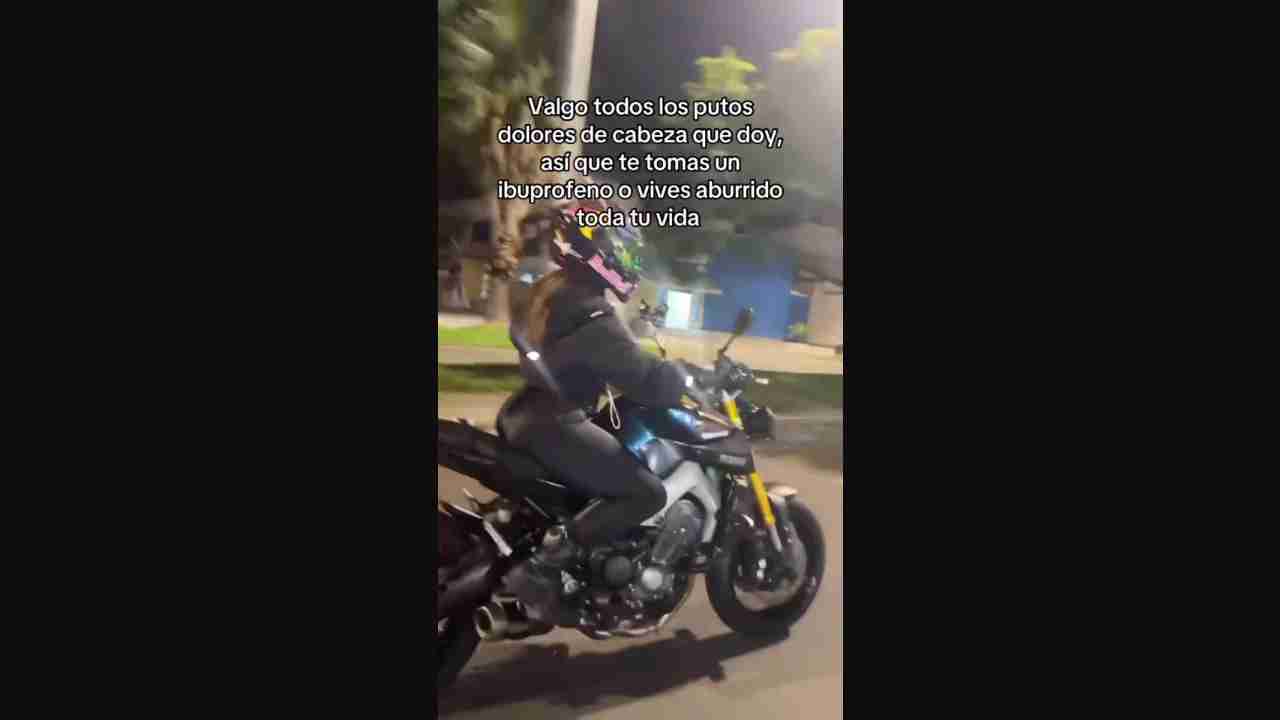 Valgo todos los putos
dolores de cabeza que doy,
así que te tomas un
ibuprofeno o vives aburrido
toda tu vida